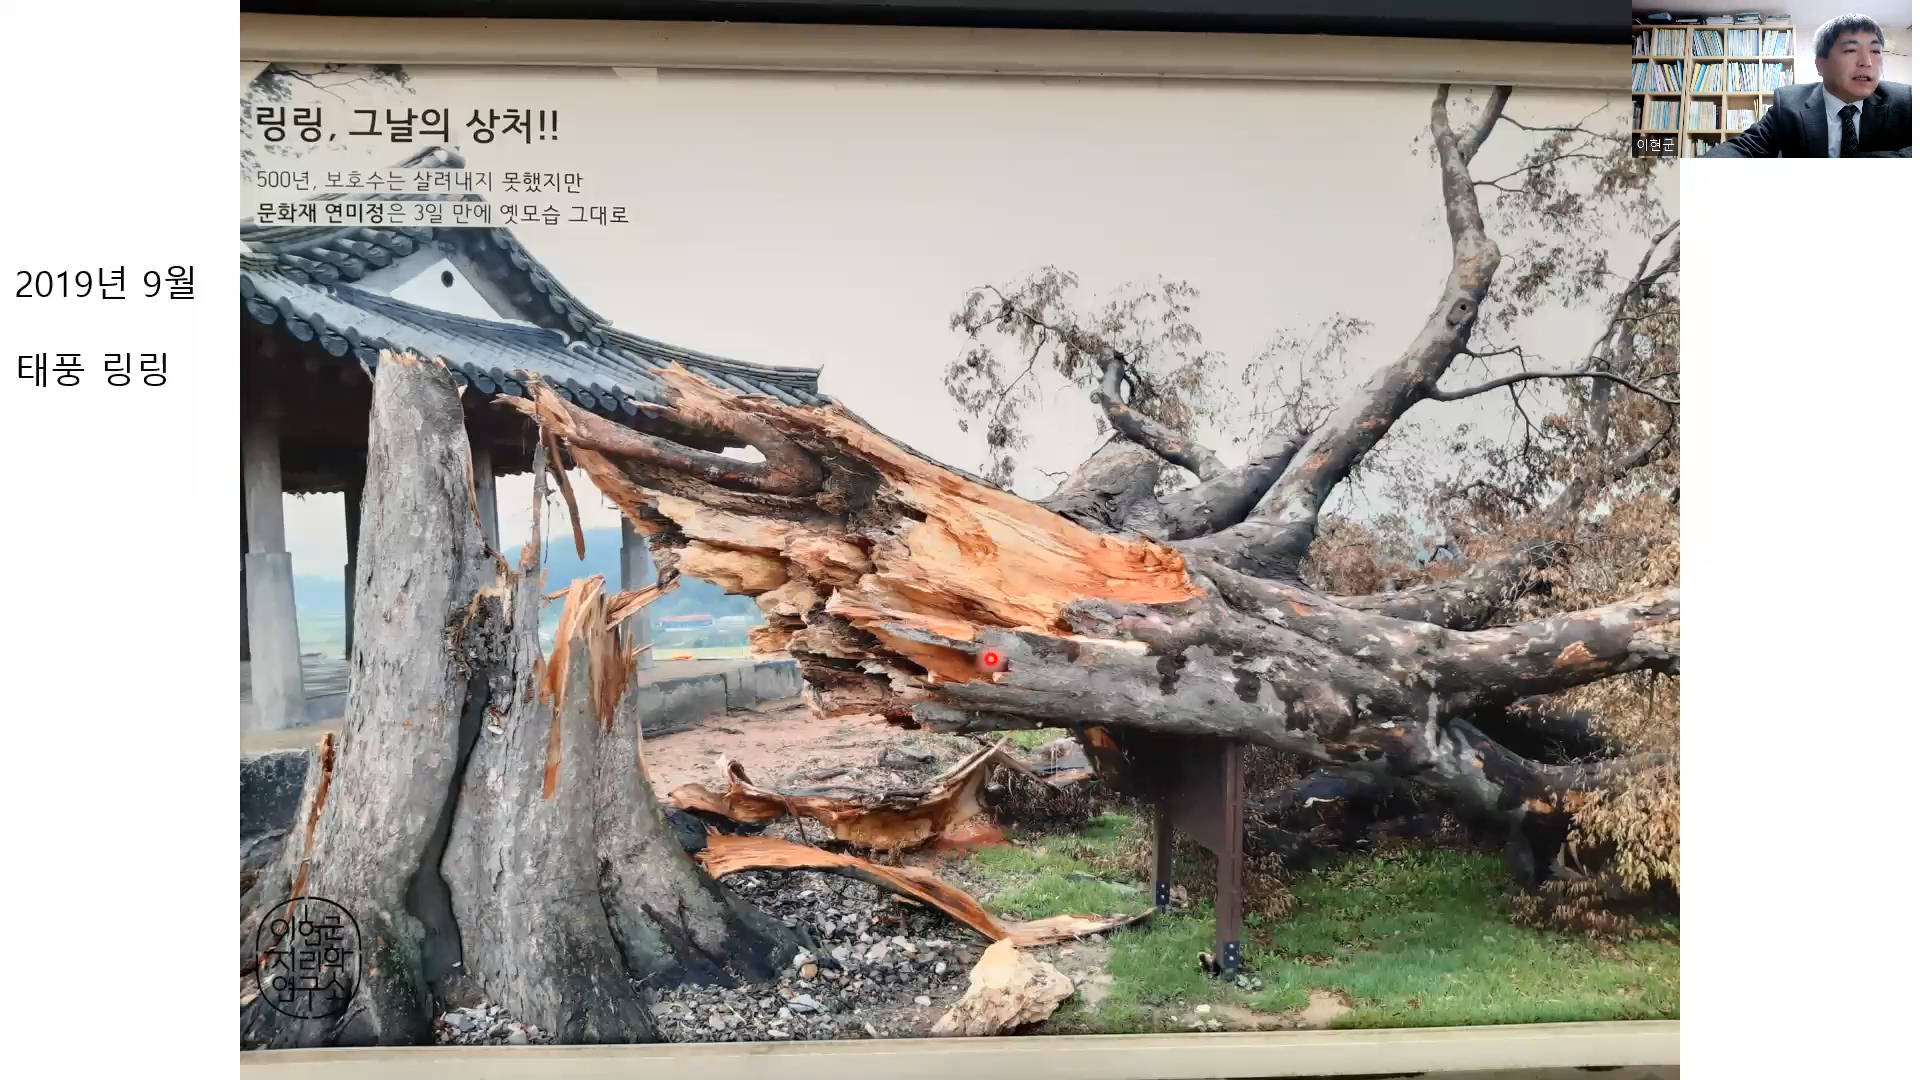 링링, 그날의 상처!!
500년, 보호수는 살려내지 못했지만
문화재 연미정은 3일 만에 옛모습 그대로
2019년 9월
태풍 링링
이현군
이현군
지리학
연구소